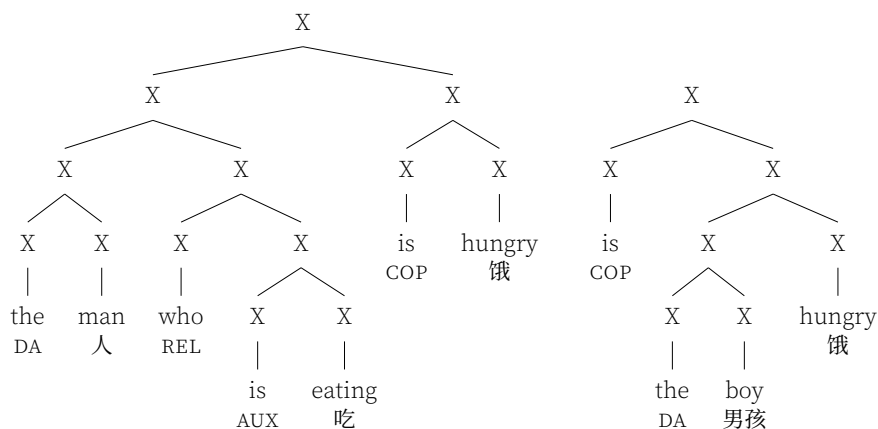 X
X X X
X X X X X X
X X X X is hungry is X X
COP 饿 COP
the man who X X X X hungry
DA 人 REL 饿
is eating the boy
AUX 吃 DA 男孩